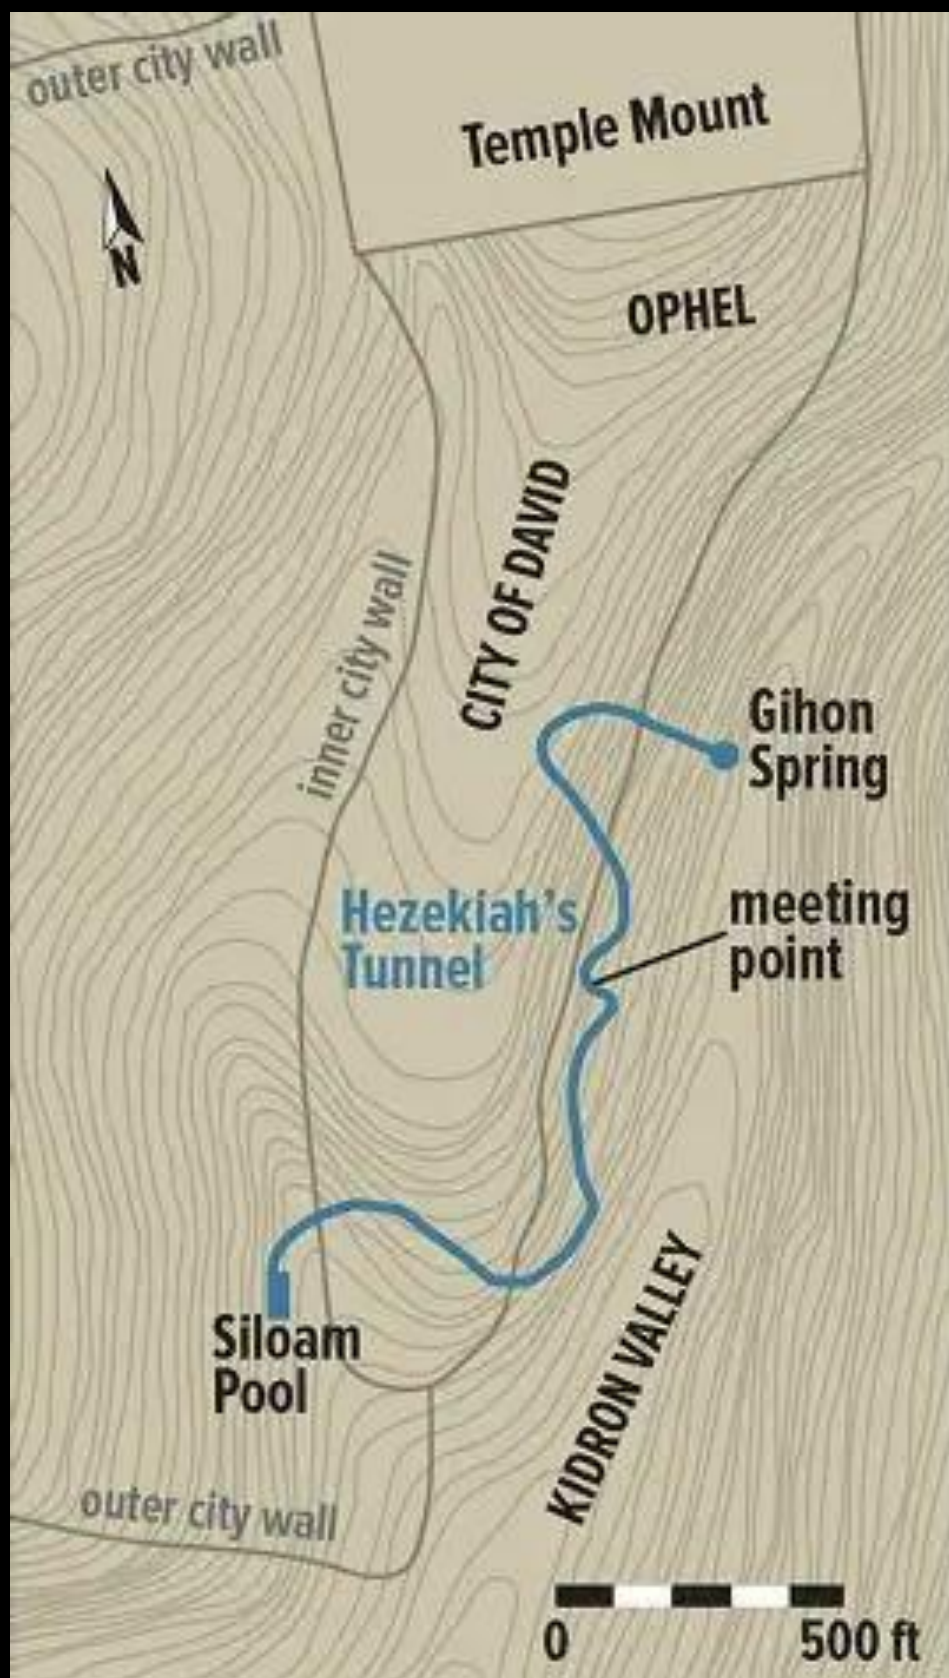 outer city wall
Temple Mount
N
OPHEL
CITY OF DAVID
inner city wall
Gihon
Spring
Hezekiah's
Tunnel
meeting
point
Siloam
Pool
KIDRON VALLEY
outer city wall
0 500 ft